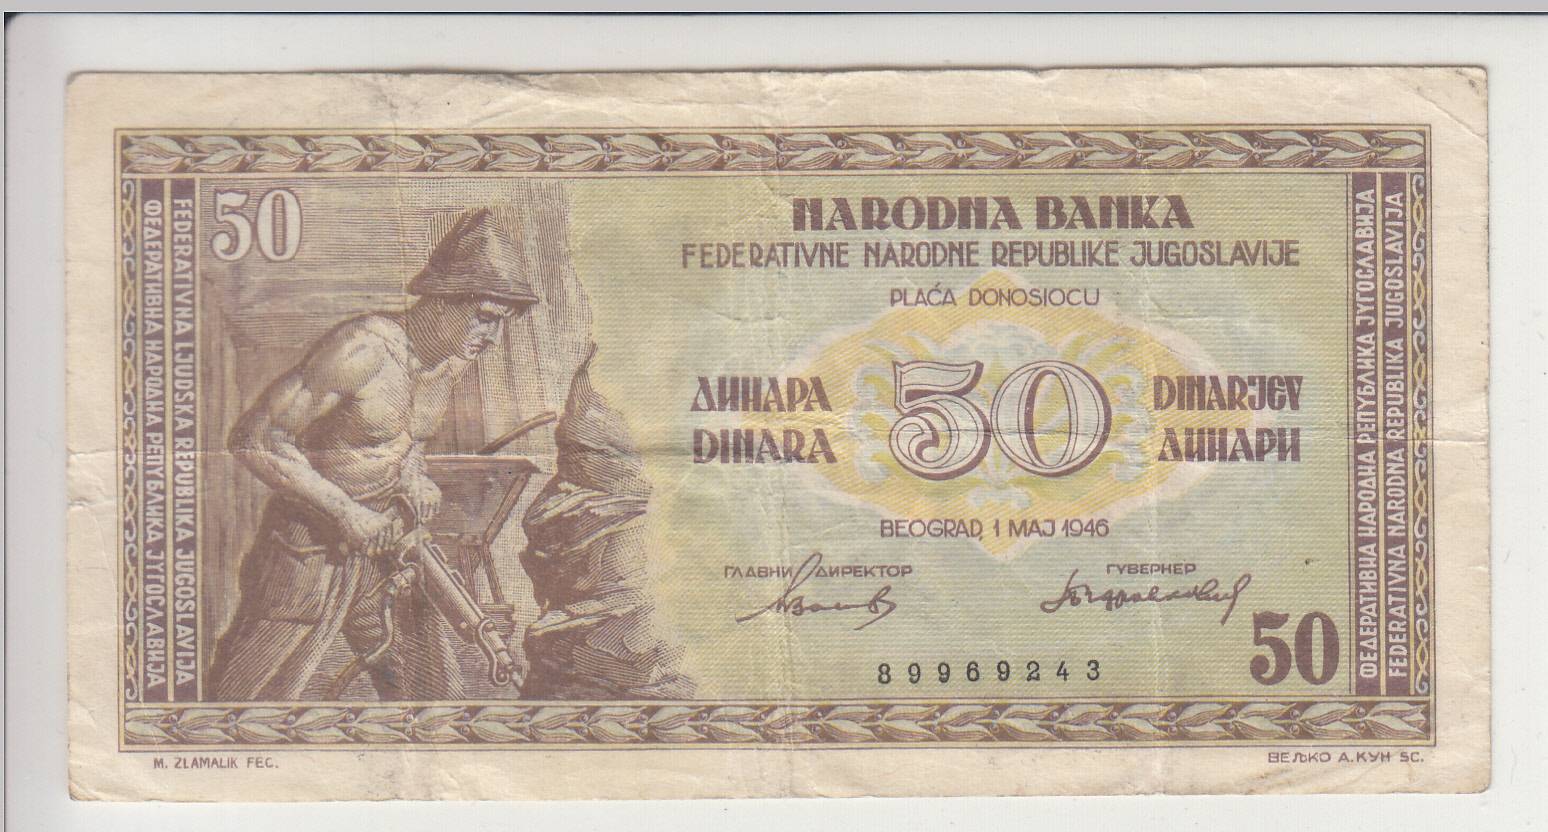 50
FEDERATIVNA LJUDSKA REPUBLIKA JUGOSLAVIJA
ФЕДЕРАТИВНА НАРОДНА РЕПУБЛИКА ЈУГОСЛАВИЈА
NARODNA BANKA
FEDERATIVNE NARODNE REPUBLIKE JUGOSLAVIJE
PLAĆA DONOSIOCU
ДИНАРА 50 DINARJEV
DINARA ДИНАРИ
BEOGRAD, 1 MAJ 1946
ГЛАВНИ ДИРЕКТОР ГУВЕРНЕР
50
89969243
ФЕДЕРАТИВНА НАРОДНА РЕПУБЛИКА ЈУГОСЛАВИЈА
FEDERATIVNA NARODNA REPUBLIKA JUGOSLAVIJA
M. ZLAMALIK FEC. ВЕЉКО А.КУН SC.